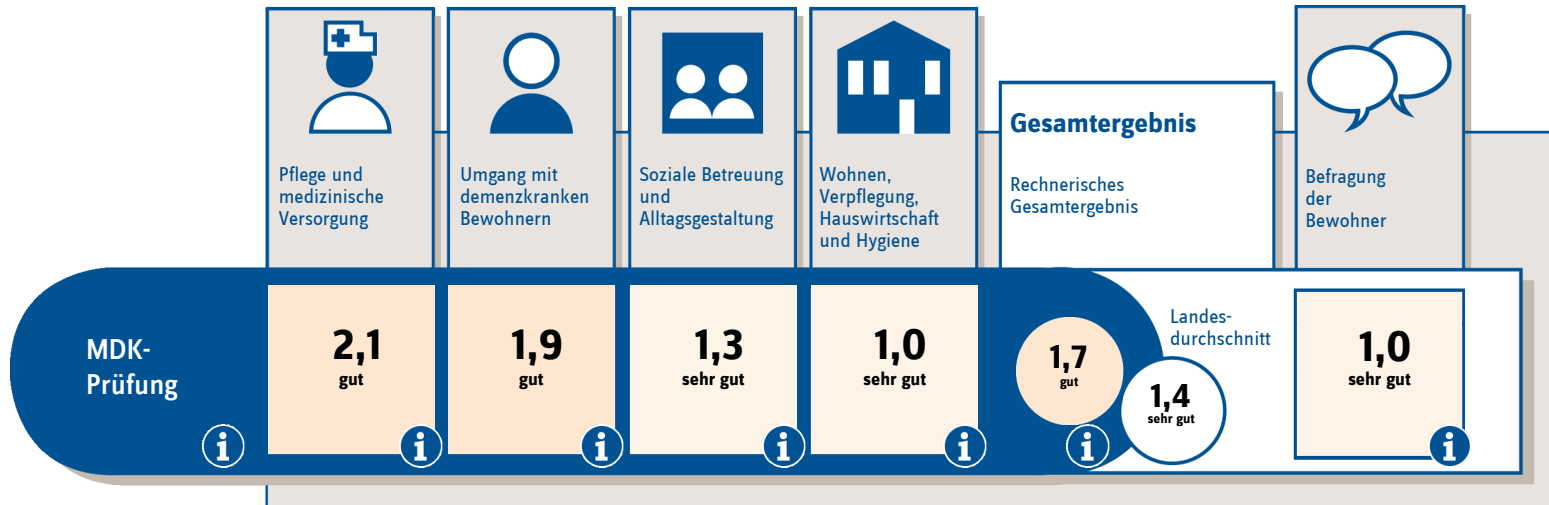 Pflege und
medizinische
Versorgung
Umgang mit
demenzkranken
Bewohnern
Soziale Betreuung
und
Alltagsgestaltung
Wohnen,
Verpflegung,
Hauswirtschaft
und Hygiene
Gesamtergebnis
Rechnerisches
Gesamtergebnis
Befragung
der
Bewohner
MDK-
Prüfung
i
2,1
gut
i
1,9
gut
i
1,3
sehr gut
i
1,0
sehr gut
i
1,7
gut
i
Landes-
durchschnitt
1,4
sehr gut
1,0
sehr gut
i